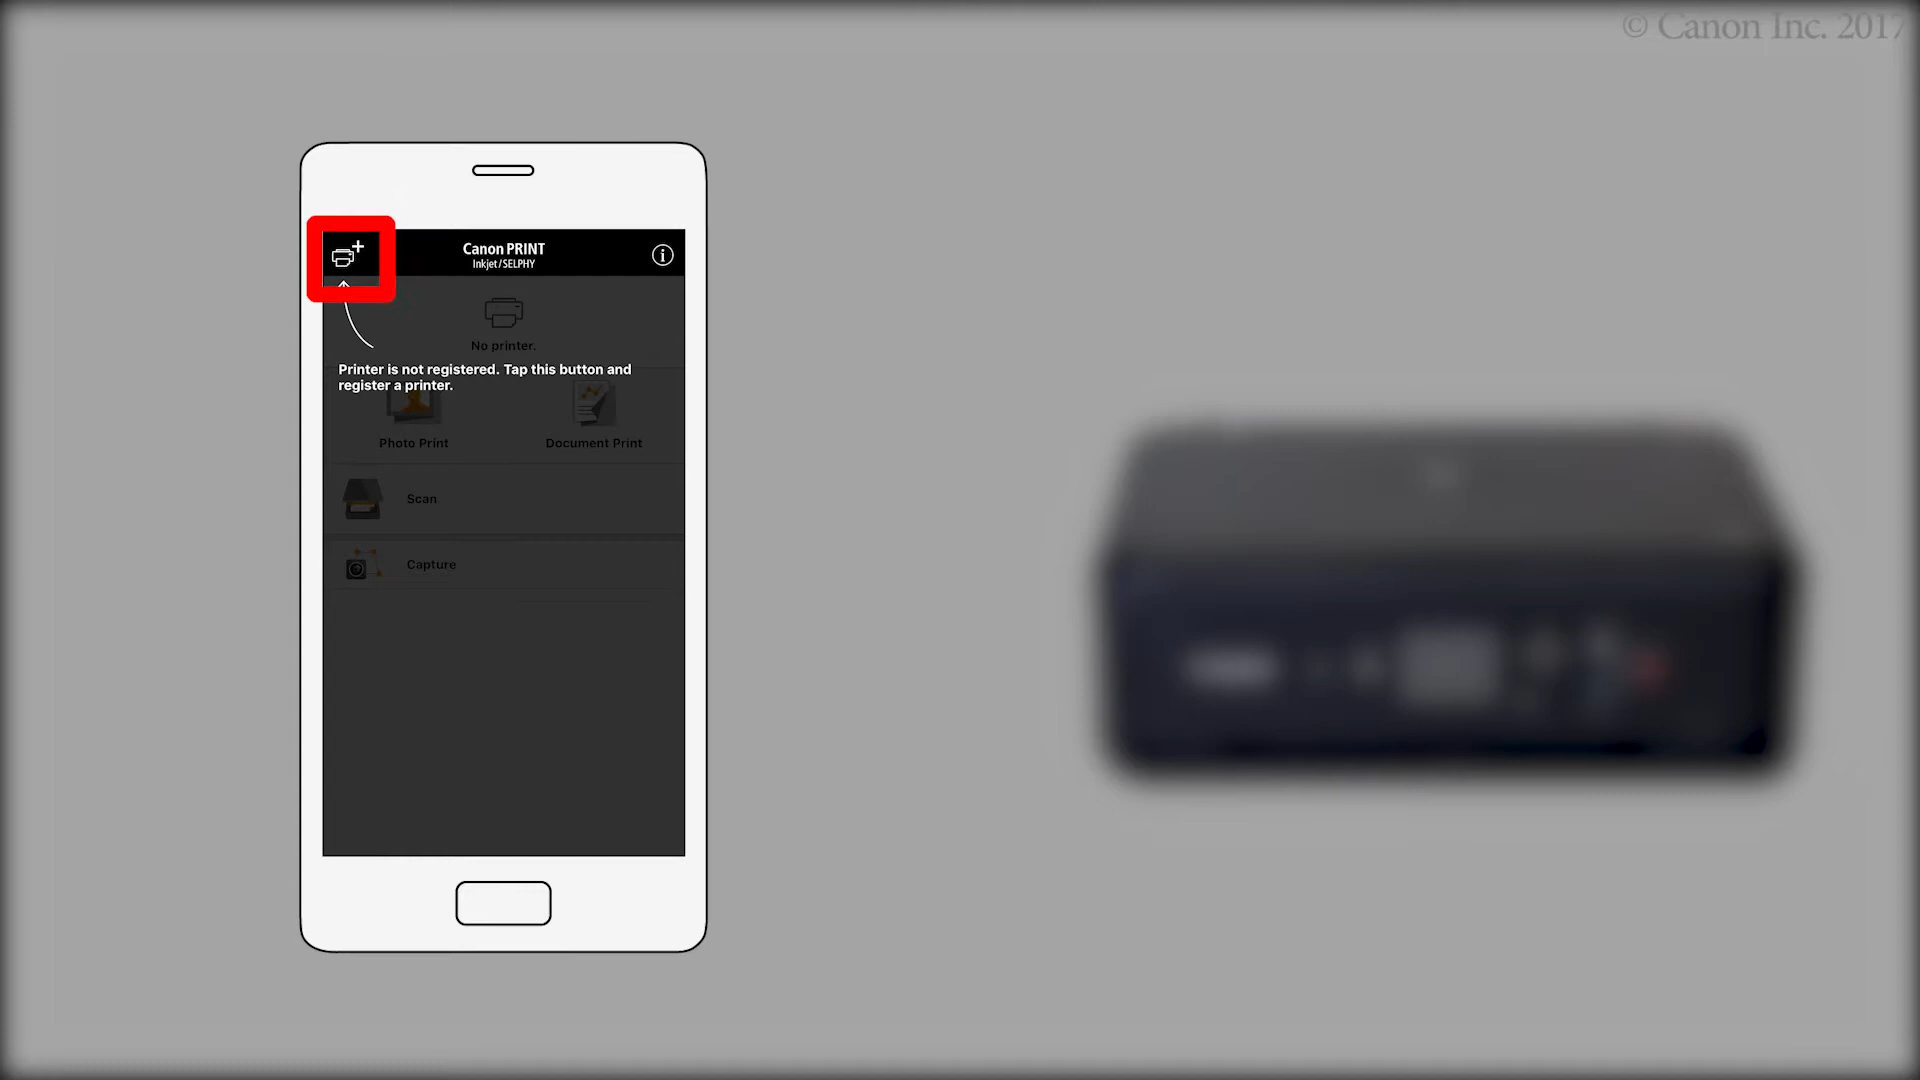 © Canon Inc. 2017
Canon PRINT
Inkjet/SELPHY
No printer.
Printer is not registered. Tap this button and
register a printer.
Photo Print
Document Print
Scan
Capture